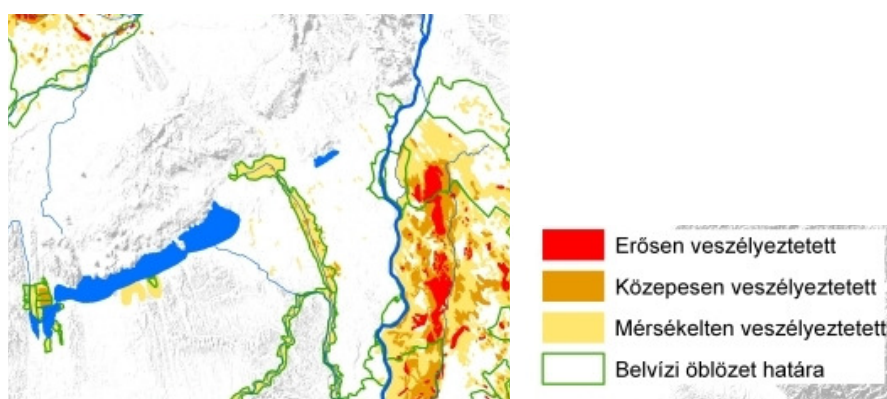 Erősen veszélyeztetett
Közepesen veszélyeztetett
Mérsékelten veszélyeztetett
Belvízi öblözet határa